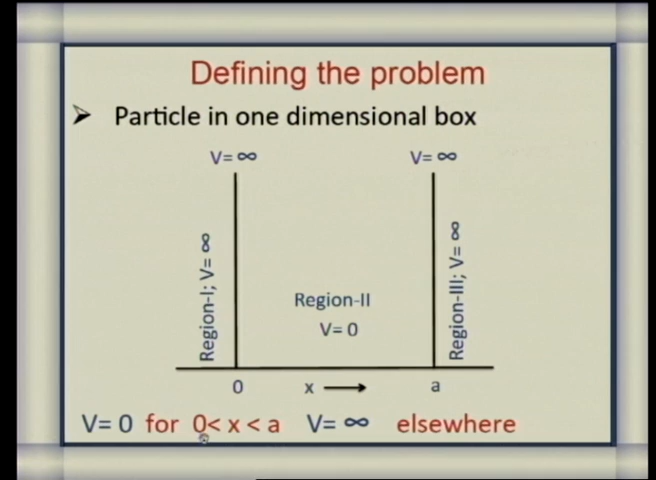 Defining the problem
➢ Particle in one dimensional box
V= ∞
V= ∞
Region-I; V= ∞
Region-II
V= 0
Region-III; V= ∞
0
x
a
V= 0 for 0< x < a V= ∞ elsewhere